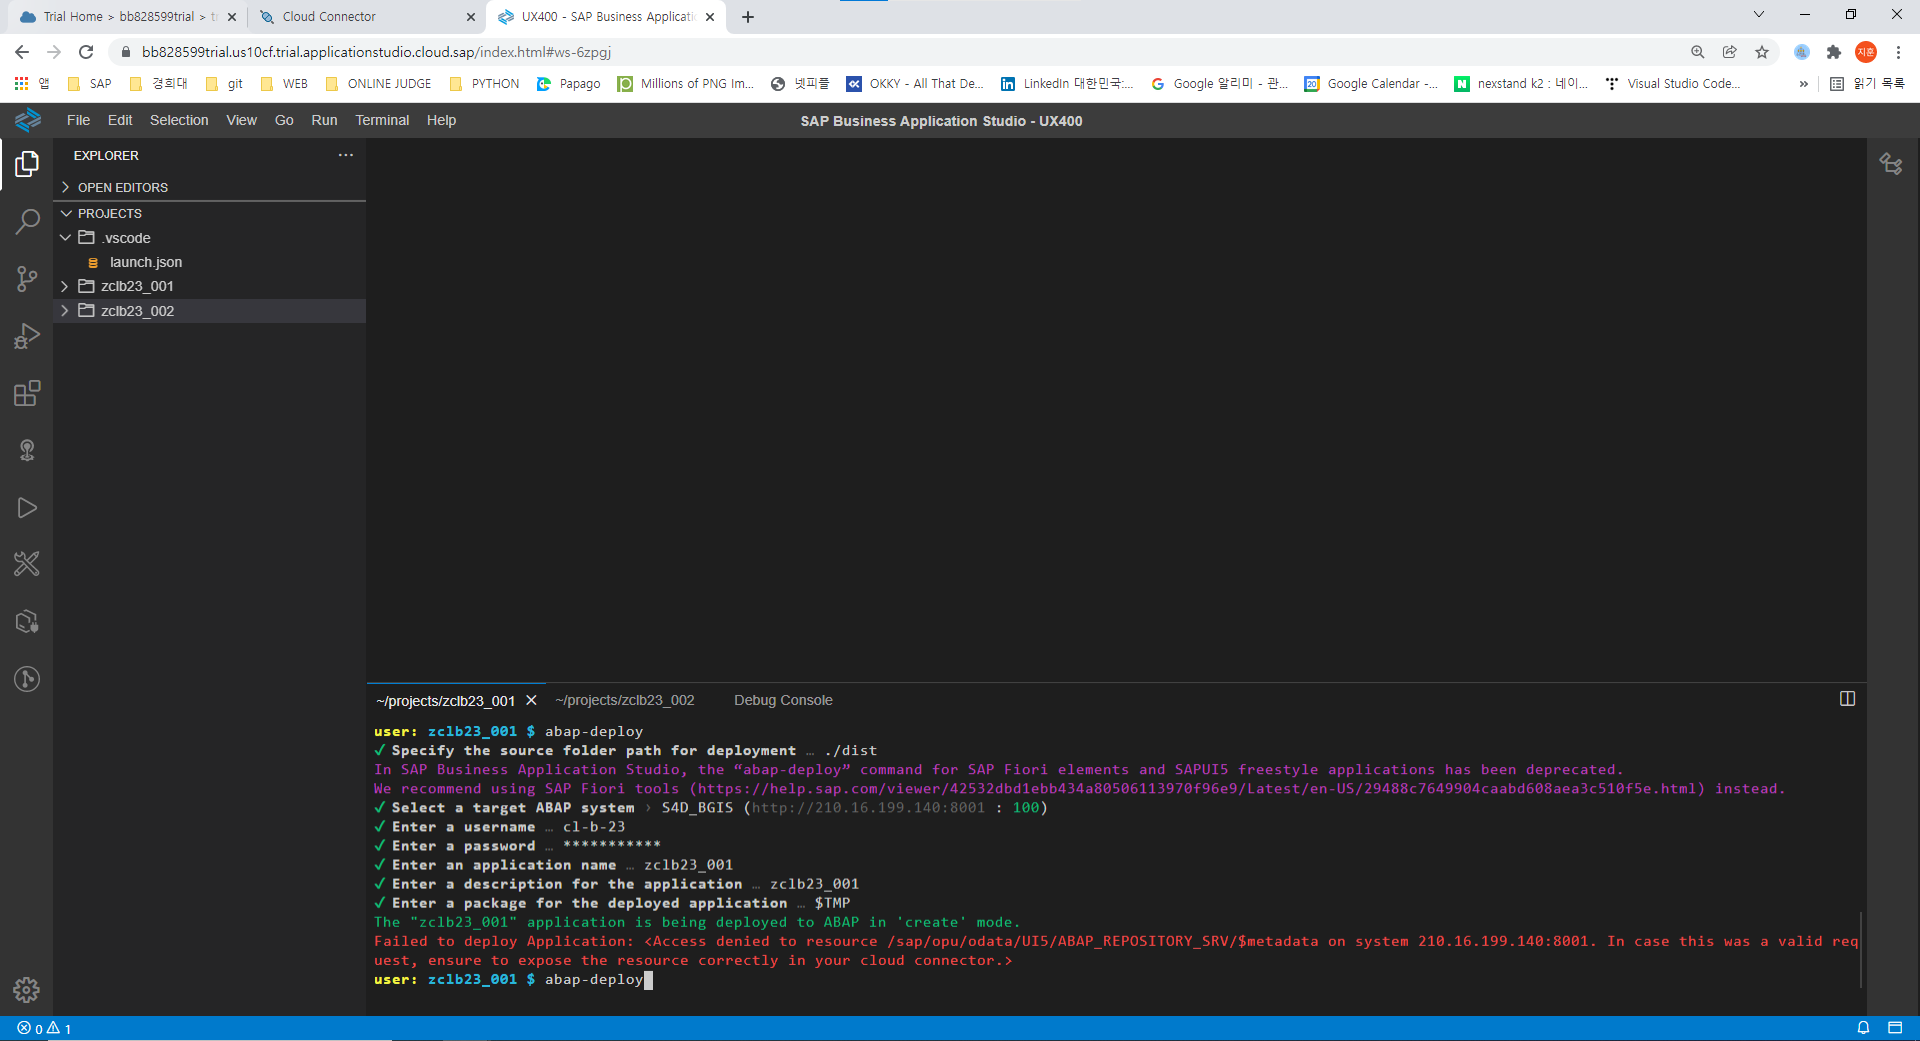 Trial Home > bb828599trial > tr
Cloud Connector
UX400 - SAP Business Applicati
bb828599trial.us10cf.trial.applicationstudio.cloud.sap/index.html#ws-6zpgj
지훈
앱
SAP
경희대
git
WEB
ONLINE JUDGE
PYTHON
Papago
Millions of PNG Im...
넷피플
OKKY - All That De...
LinkedIn 대한민국:...
Google 알리미 - 관...
Google Calendar -...
nexstand k2 : 네이...
Visual Studio Code...
»
읽기 목록
File Edit Selection View Go Run Terminal Help
SAP Business Application Studio - UX400
EXPLORER
OPEN EDITORS
PROJECTS
.vscode
launch.json
zclb23_001
zclb23_002
~/projects/zclb23_001
~/projects/zclb23_002
Debug Console
user: zclb23_001 $ abap-deploy
✓ Specify the source folder path for deployment … ./dist
In SAP Business Application Studio, the “abap-deploy” command for SAP Fiori elements and SAPUI5 freestyle applications has been deprecated.
We recommend using SAP Fiori tools (https://help.sap.com/viewer/42532dbd1ebb434a80506113970f96e9/Latest/en-US/29488c7649904caabd608aea3c510f5e.html) instead.
✓ Select a target ABAP system › S4D_BGIS (http://210.16.199.140:8001 : 100)
✓ Enter a username … cl-b-23
✓ Enter a password … ***********
✓ Enter an application name … zclb23_001
✓ Enter a description for the application … zclb23_001
✓ Enter a package for the deployed application … $TMP
The "zclb23_001" application is being deployed to ABAP in 'create' mode.
Failed to deploy Application: <Access denied to resource /sap/opu/odata/UI5/ABAP_REPOSITORY_SRV/$metadata on system 210.16.199.140:8001. In case this was a valid req
uest, ensure to expose the resource correctly in your cloud connector.>
user: zclb23_001 $ abap-deploy
0
1